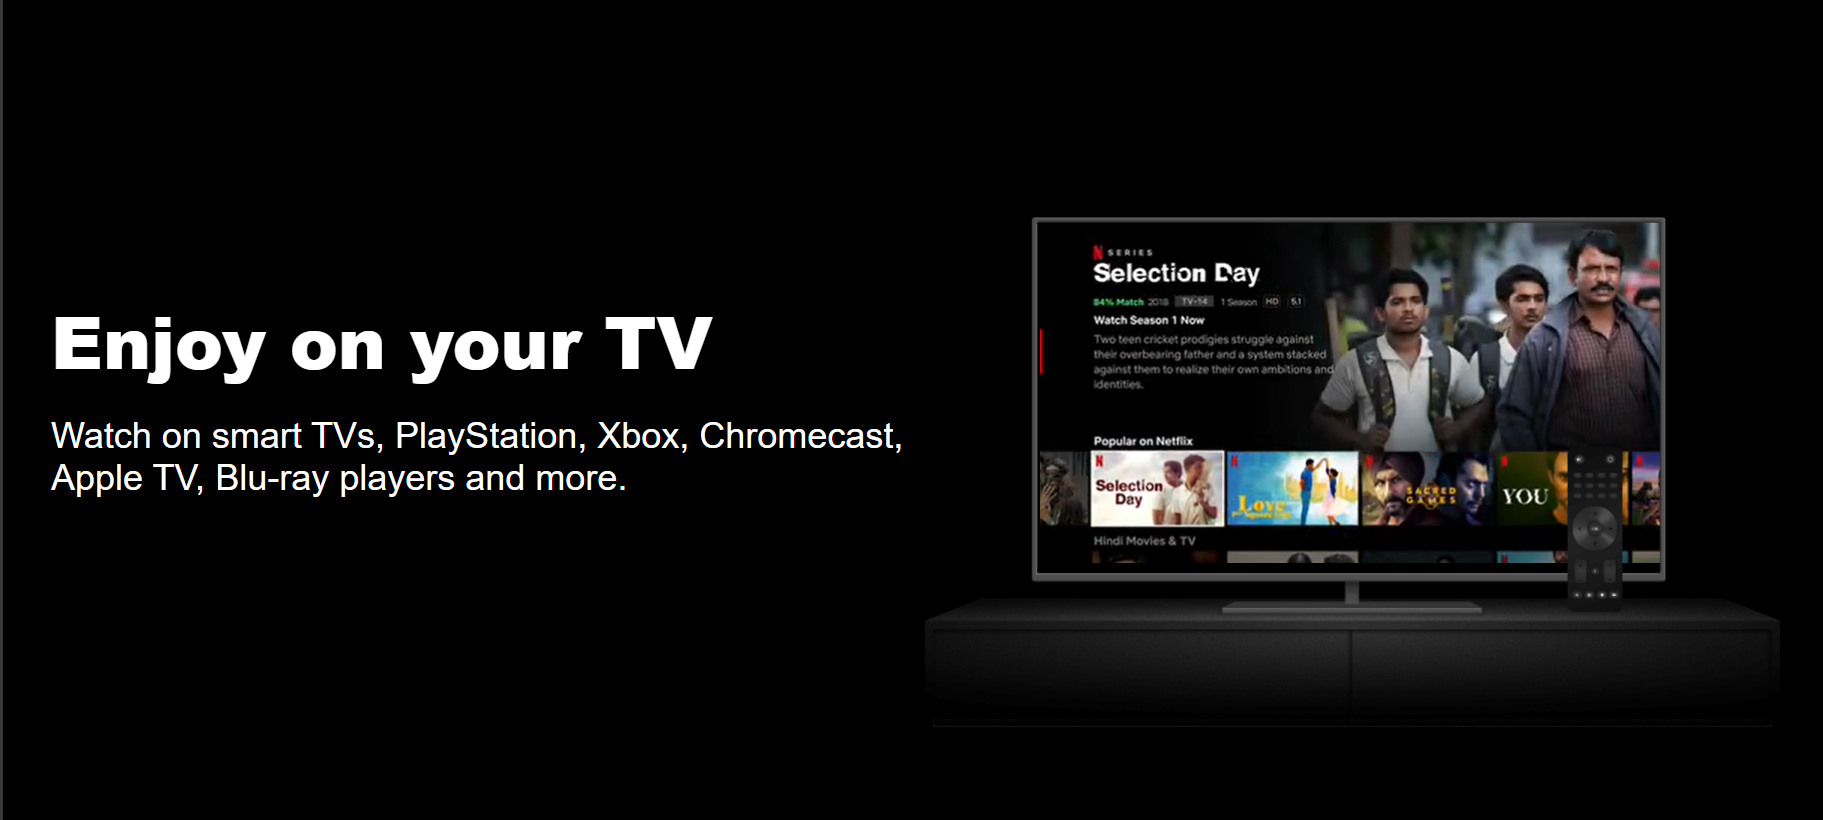 Enjoy on your TV
Watch on smart TVs, PlayStation, Xbox, Chromecast,
Apple TV, Blu-ray players and more.
N SERIES
Selection Day
84% Match 2018 TV-14 1 Season HD 5.1
Watch Season 1 Now
Two teen cricket prodigies struggle against
their overbearing father and a system stacked
against them to realize their own ambitions and
identities.
Popular on Netflix
Selection
Day
Love
SACRED
GAMES
YOU
Hindi Movies & TV